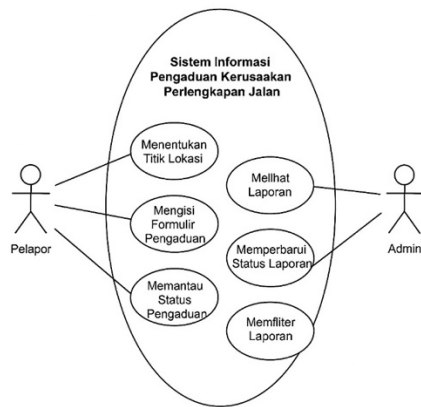 Sistem Informasi
Pengaduan Kerusaakan
Perlengkapan Jalan
Menentukan
Titik Lokasi
Mellhat
Laporan
Mengisi
Formulir
Pengaduan
Pelapor
Memperbarui
Status Laporan
Admin
Memantau
Status
Pengaduan
Memfliter
Laporan